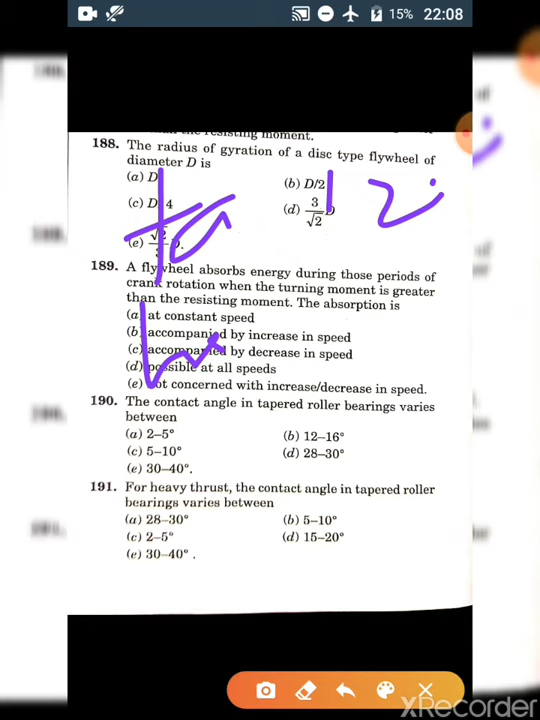 15% 22:08
than the resisting moment.
188. The radius of gyration of a disc type flywheel of
diameter D is
(a) D
(b) D/2
(c) D 4
(d) 3/√2 D
(e) √2
189. A flywheel absorbs energy during those periods of
crank rotation when the turning moment is greater
than the resisting moment. The absorption is
(a) at constant speed
(b) accompanied by increase in speed
(c) accompanied by decrease in speed
(d) possible at all speeds
(e) not concerned with increase/decrease in speed.
190. The contact angle in tapered roller bearings varies
between
(a) 2–5°
(b) 12–16°
(c) 5–10°
(d) 28–30°
(e) 30–40°.
191. For heavy thrust, the contact angle in tapered roller
bearings varies between
(a) 28–30°
(b) 5–10°
(c) 2–5°
(d) 15–20°
(e) 30–40° .
XRecorder